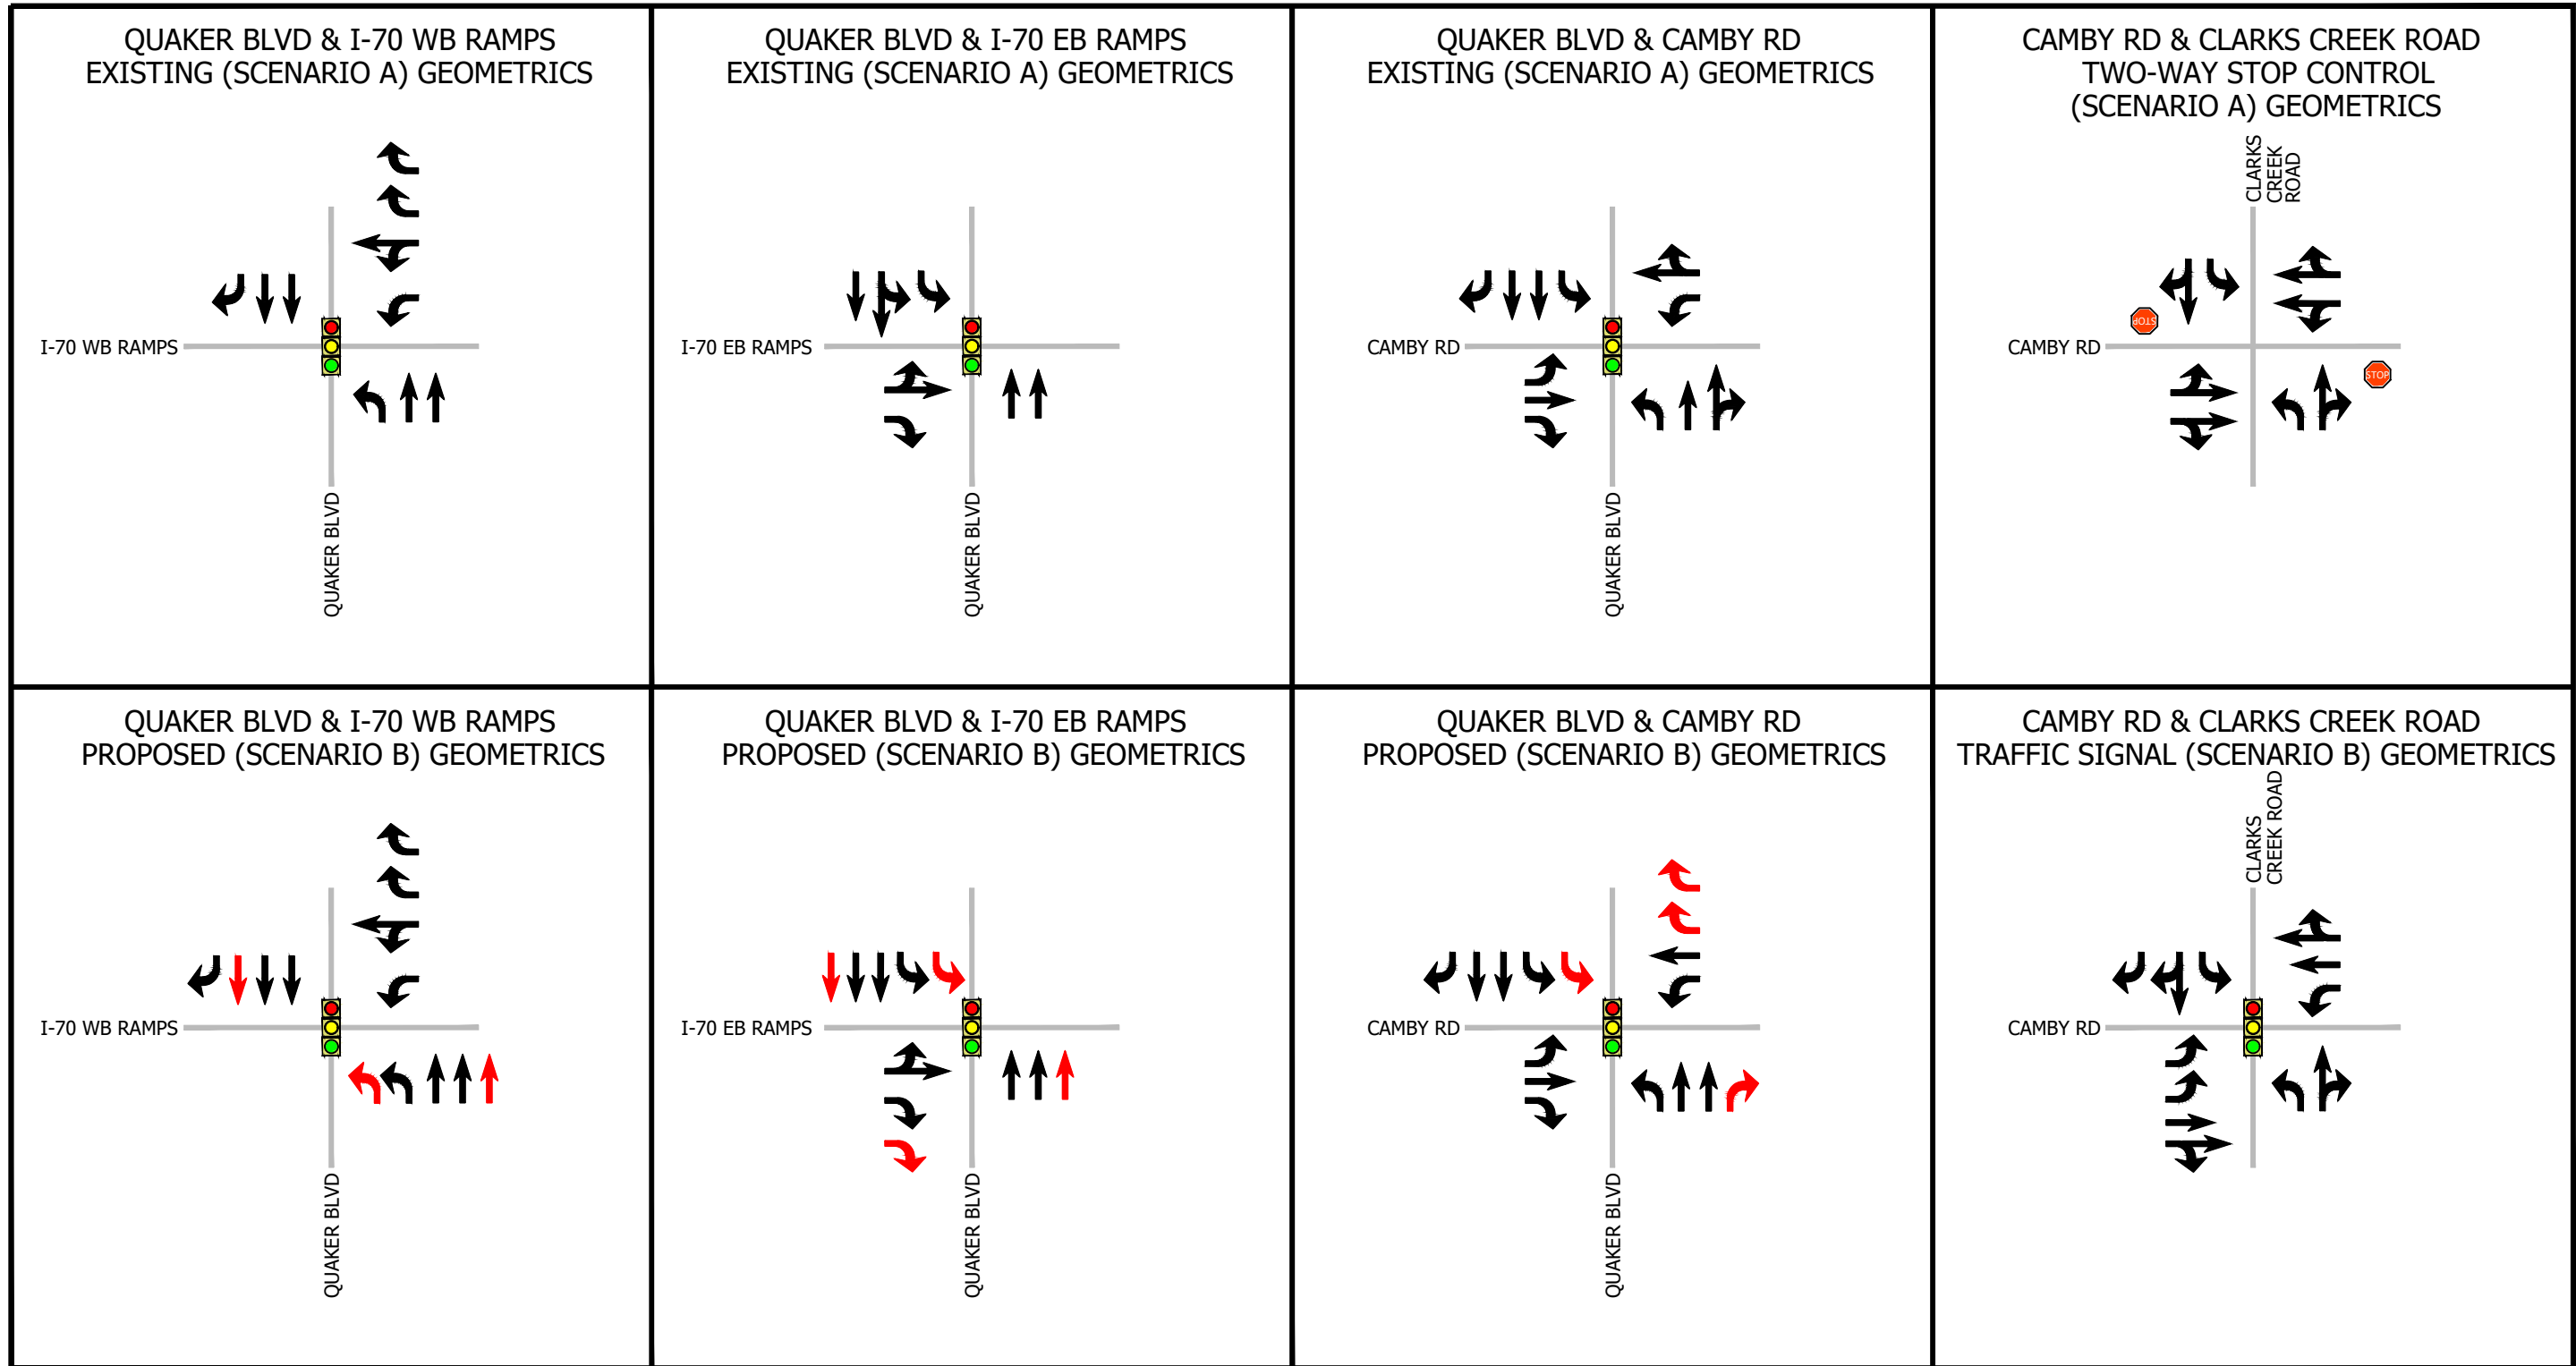 QUAKER BLVD & I-70 WB RAMPS
EXISTING (SCENARIO A) GEOMETRICS
I-70 WB RAMPS
QUAKER BLVD
QUAKER BLVD & I-70 EB RAMPS
EXISTING (SCENARIO A) GEOMETRICS
I-70 EB RAMPS
QUAKER BLVD
QUAKER BLVD & CAMBY RD
EXISTING (SCENARIO A) GEOMETRICS
CAMBY RD
QUAKER BLVD
CAMBY RD & CLARKS CREEK ROAD
TWO-WAY STOP CONTROL
(SCENARIO A) GEOMETRICS
CLARKS
CREEK
ROAD
STOP
CAMBY RD
STOP
QUAKER BLVD & I-70 WB RAMPS
PROPOSED (SCENARIO B) GEOMETRICS
I-70 WB RAMPS
QUAKER BLVD
QUAKER BLVD & I-70 EB RAMPS
PROPOSED (SCENARIO B) GEOMETRICS
I-70 EB RAMPS
QUAKER BLVD
QUAKER BLVD & CAMBY RD
PROPOSED (SCENARIO B) GEOMETRICS
CAMBY RD
QUAKER BLVD
CAMBY RD & CLARKS CREEK ROAD
TRAFFIC SIGNAL (SCENARIO B) GEOMETRICS
CLARKS
CREEK ROAD
CAMBY RD